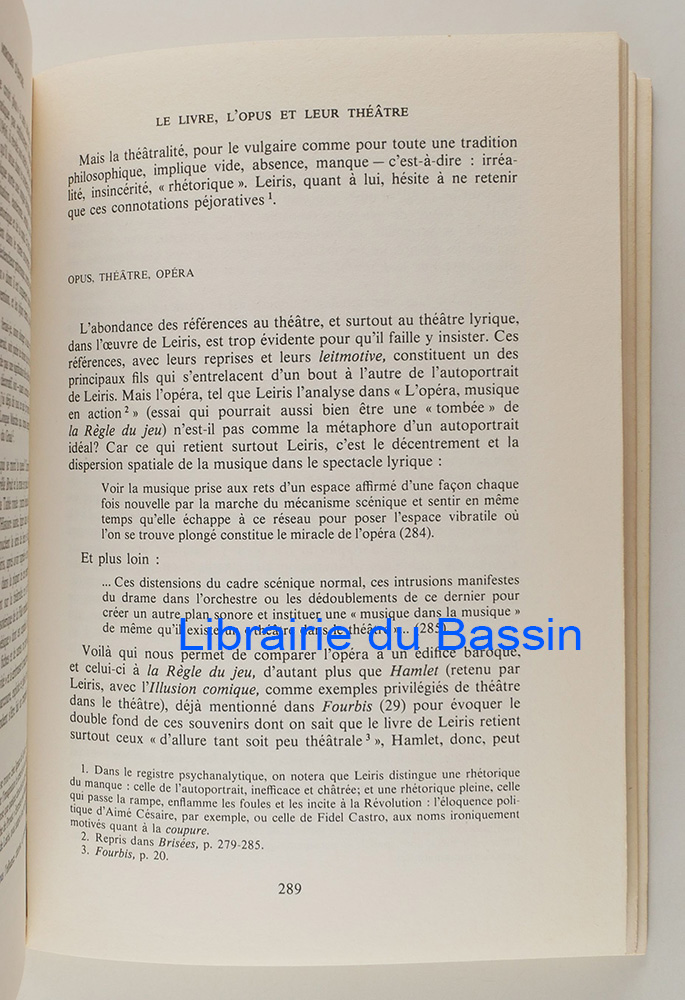 LE LIVRE, L'OPUS ET LEUR THÉÂTRE
Mais la théâtralité, pour le vulgaire comme pour toute une tradition
philosophique, implique vide, absence, manque — c'est-à-dire : irréa-
lité, insincérité, « rhétorique ». Leiris, quant à lui, hésite à ne retenir
que ces connotations péjoratives ¹.
OPUS, THÉÂTRE, OPÉRA
L'abondance des références au théâtre, et surtout au théâtre lyrique,
dans l'œuvre de Leiris, est trop évidente pour qu'il faille y insister. Ces
références, avec leurs reprises et leurs leitmotive, constituent un des
principaux fils qui s'entrelacent d'un bout à l'autre de l'autoportrait
de Leiris. Mais l'opéra, tel que Leiris l'analyse dans « L'opéra, musique
en action ² » (essai qui pourrait aussi bien être une « tombée » de
la Règle du jeu) n'est-il pas comme la métaphore d'un autoportrait
idéal? Car ce qui retient surtout Leiris, c'est le décentrement et la
dispersion spatiale de la musique dans le spectacle lyrique :
Voir la musique prise aux rets d'un espace affirmé d'une façon chaque
fois nouvelle par la marche du mécanisme scénique et sentir en même
temps qu'elle échappe à ce réseau pour poser l'espace vibratile où
l'on se trouve plongé constitue le miracle de l'opéra (284).
Et plus loin :
... Ces distensions du cadre scénique normal, ces intrusions manifestes
du drame dans l'orchestre ou les dédoublements de ce dernier pour
créer un autre plan sonore et instituer une « musique dans la musique »
de même qu'il existe un « théâtre dans le théâtre »... (285)
Librairie du Bassin
Voilà qui nous permet de comparer l'opéra à un édifice baroque,
et celui-ci à la Règle du jeu, d'autant plus que Hamlet (retenu par
Leiris, avec l'Illusion comique, comme exemples privilégiés de théâtre
dans le théâtre), déjà mentionné dans Fourbis (29) pour évoquer le
double fond de ces souvenirs dont on sait que le livre de Leiris retient
surtout ceux « d'allure tant soit peu théâtrale ³ », Hamlet, donc, peut
1. Dans le registre psychanalytique, on notera que Leiris distingue une rhétorique
du manque : celle de l'autoportrait, inefficace et châtrée; et une rhétorique pleine, celle
qui passe la rampe, enflamme les foules et les incite à la Révolution : l'éloquence poli-
tique d'Aimé Césaire, par exemple, ou celle de Fidel Castro, aux noms ironiquement
motivés quant à la coupure.
2. Repris dans Brisées, p. 279-285.
3. Fourbis, p. 20.
289